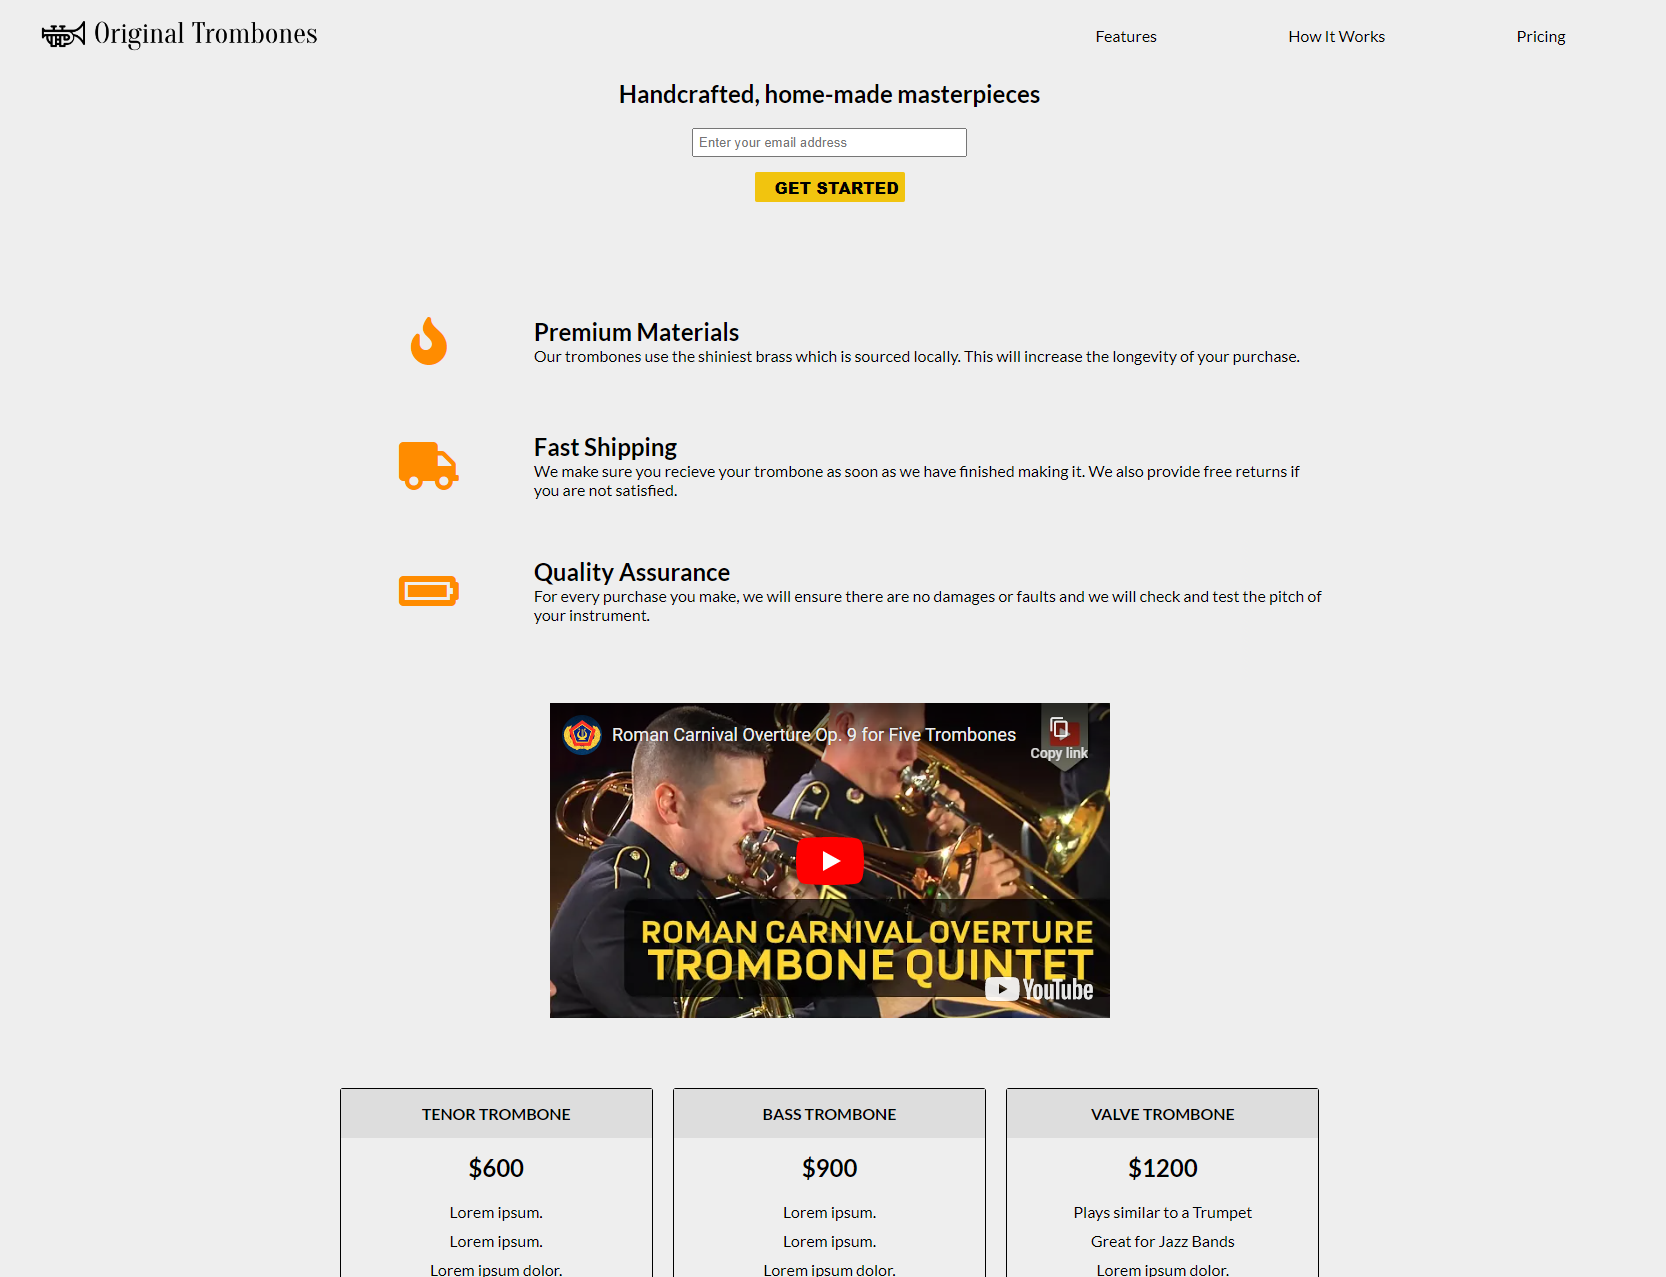 Original Trombones
Features
How It Works
Pricing
Handcrafted, home-made masterpieces
Enter your email address
GET STARTED
Premium Materials
Our trombones use the shiniest brass which is sourced locally. This will increase the longevity of your purchase.
Fast Shipping
We make sure you recieve your trombone as soon as we have finished making it. We also provide free returns if
you are not satisfied.
Quality Assurance
For every purchase you make, we will ensure there are no damages or faults and we will check and test the pitch of
your instrument.
Roman Carnival Overture Op. 9 for Five Trombones
Copy link
ROMAN CARNIVAL OVERTURE
TROMBONE QUINTET
YouTube
TENOR TROMBONE
$600
Lorem ipsum.
Lorem ipsum.
Lorem ipsum dolor.
BASS TROMBONE
$900
Lorem ipsum.
Lorem ipsum.
Lorem ipsum dolor.
VALVE TROMBONE
$1200
Plays similar to a Trumpet
Great for Jazz Bands
Lorem ipsum dolor.